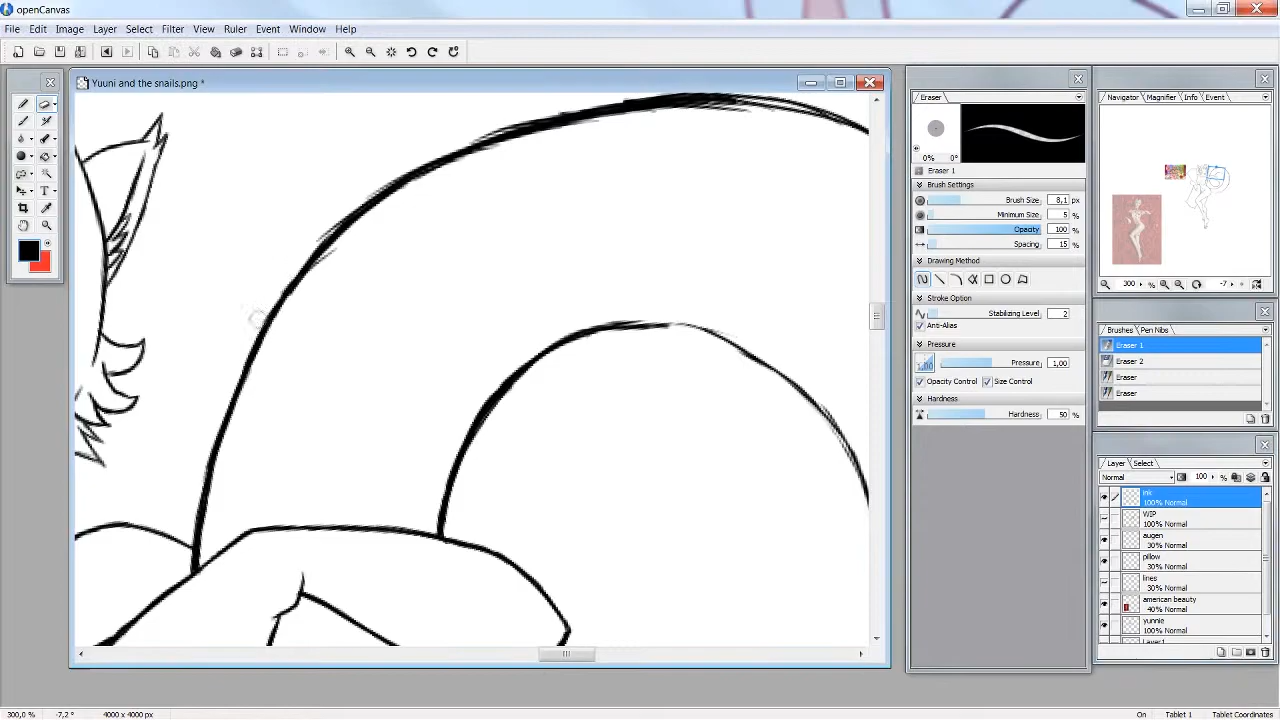 openCanvas
File Edit Image Layer Select Filter View Ruler Event Window Help
Yuuni and the snails.png *
Eraser
0% 0°
Eraser 1
Brush Settings
Brush Size 8,1 px
Minimum Size 5 %
Opacity 100 %
Spacing 15 %
Drawing Method
Stroke Option
Stabilizing Level 2
Anti-Alias
Pressure
1,00 Pressure 1,00
Opacity Control Size Control
Hardness
Hardness 50 %
Navigator Magnifier Info Event
300 % -7 °
Brushes Pen Nibs
Eraser 1
Eraser 2
Eraser
Eraser
Layer Select
Normal 100 %
ink
100% Normal
WIP
100% Normal
augen
30% Normal
pillow
30% Normal
lines
30% Normal
american beauty
40% Normal
yunnie
100% Normal
Layer1
300,0 % -7,2 ° 4000 x 4000 px On Tablet 1 Tablet Coordinates